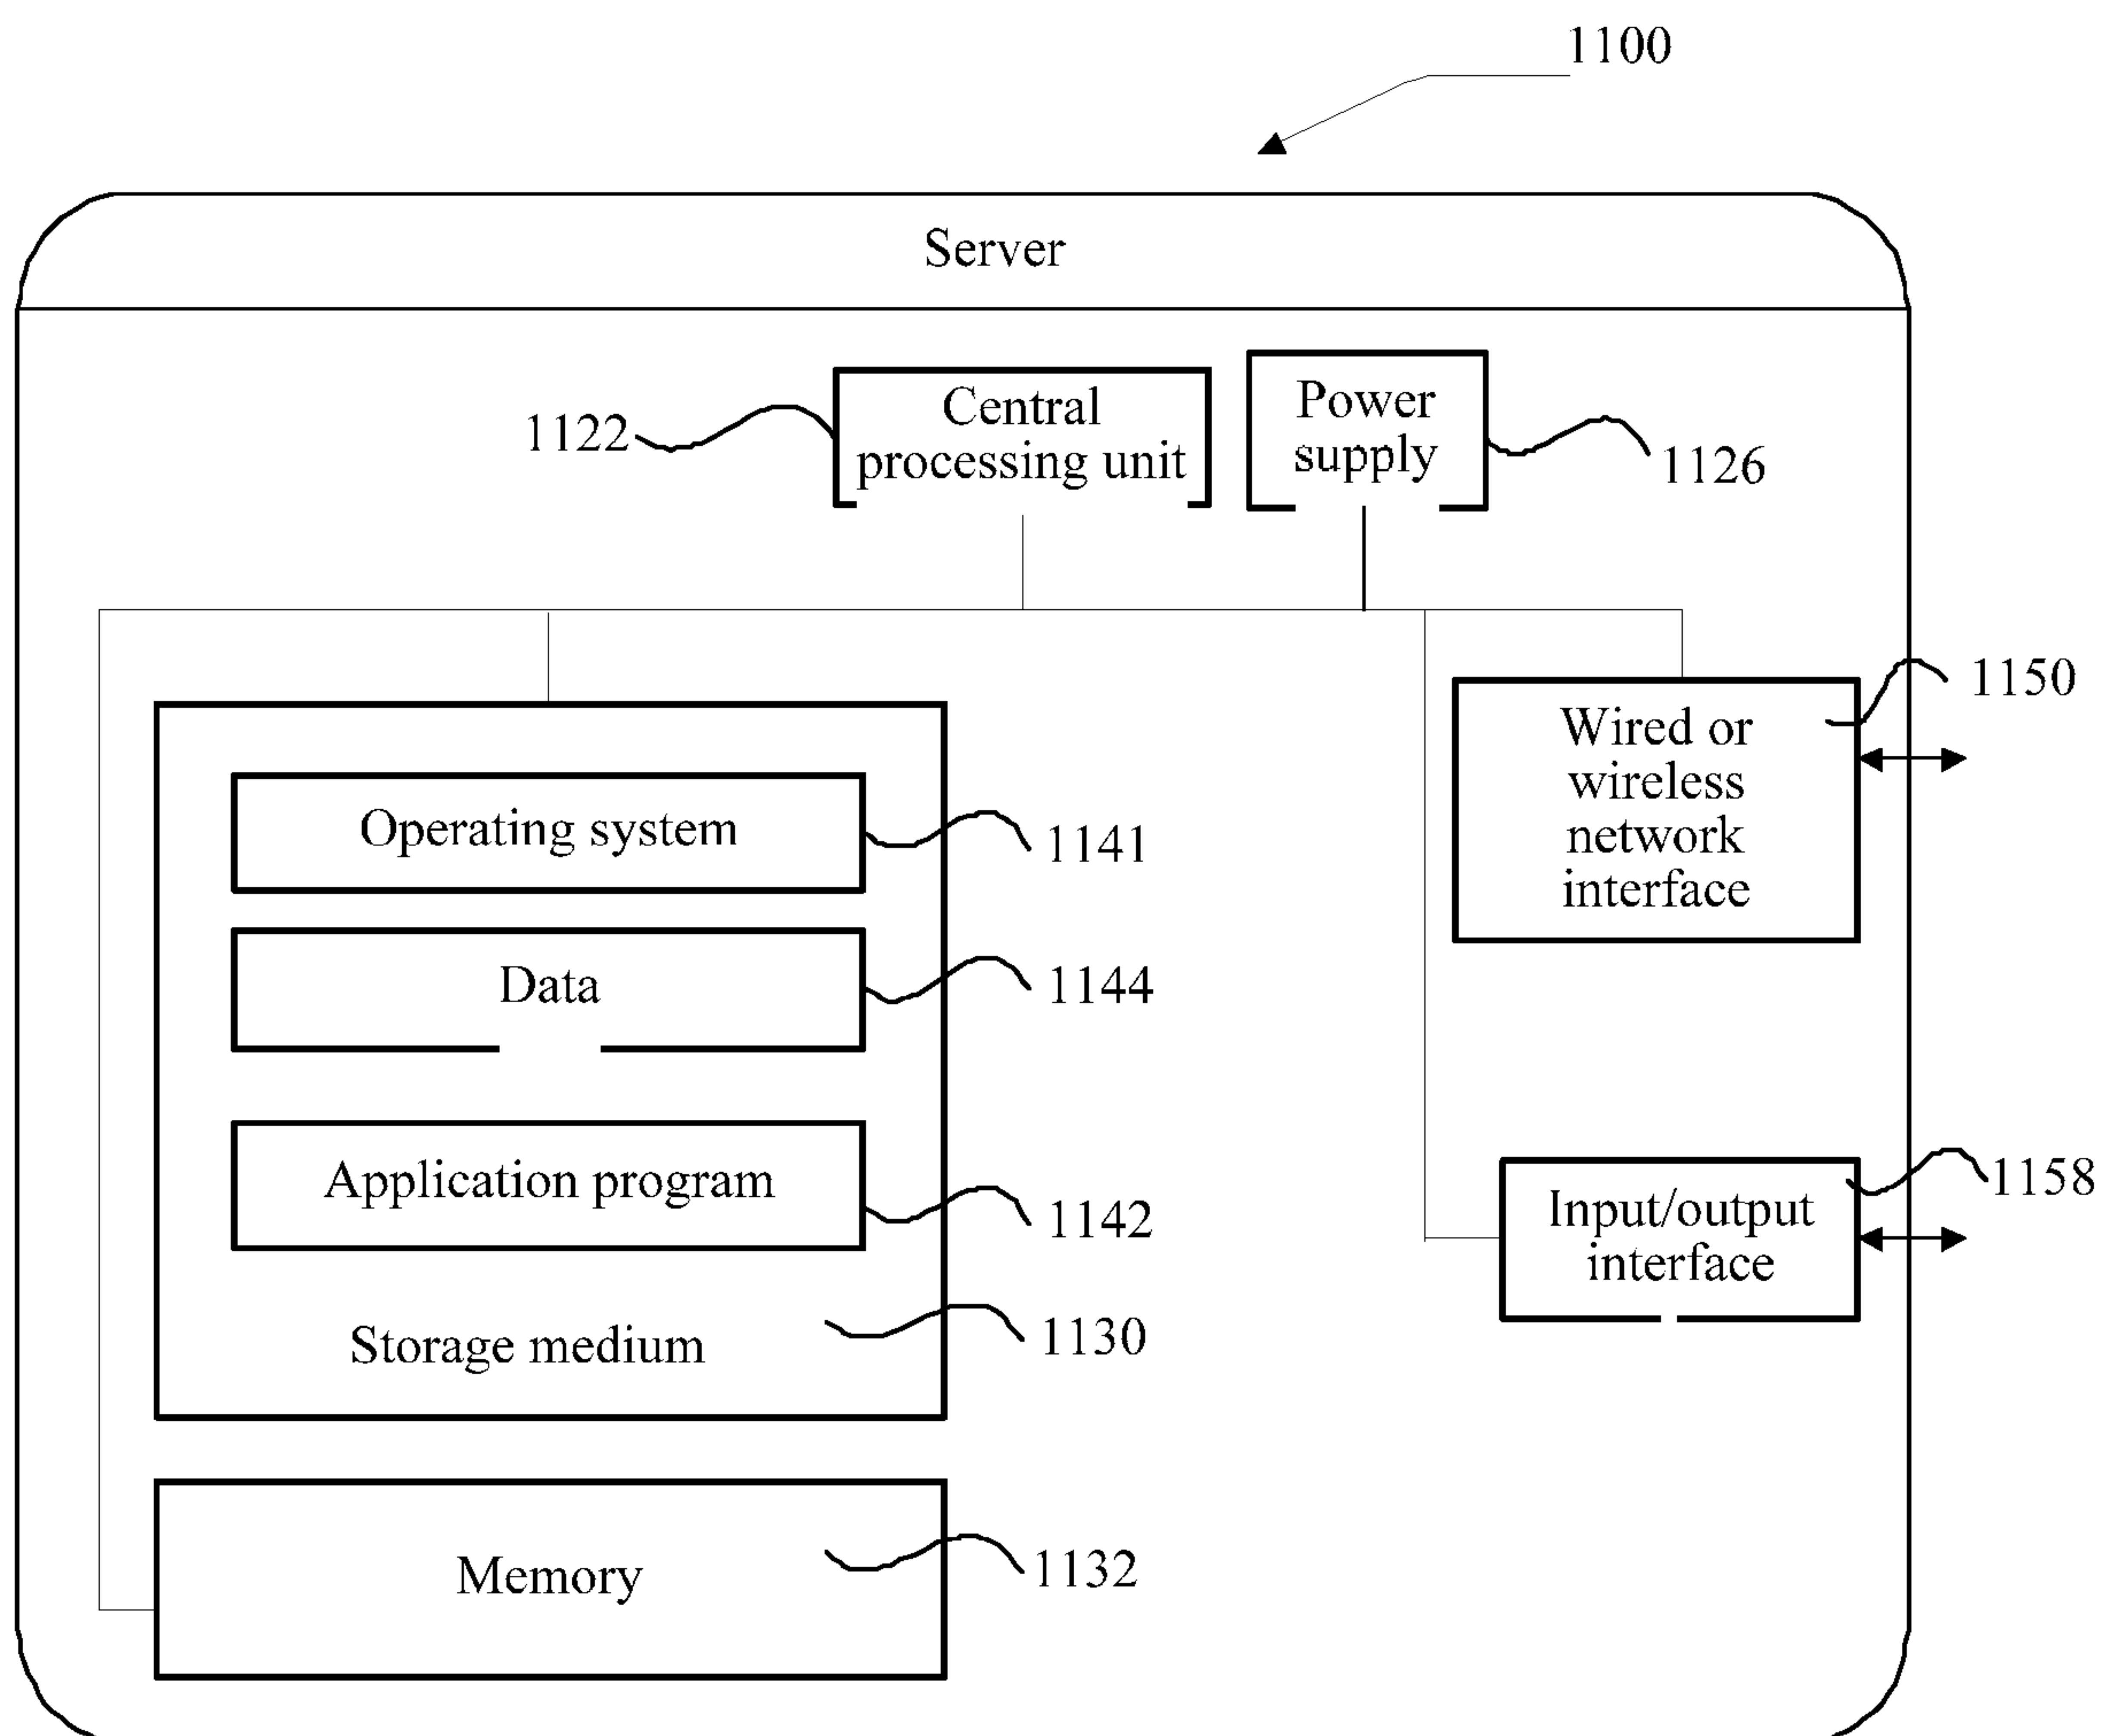 1100
Server
Central
processing unit
1122
Power
supply
1126
1150
Wired or
wireless
network
interface
Operating system
1141
Data
1144
Application program
1142
1158
Input/output
interface
Storage medium
1130
Memory
1132